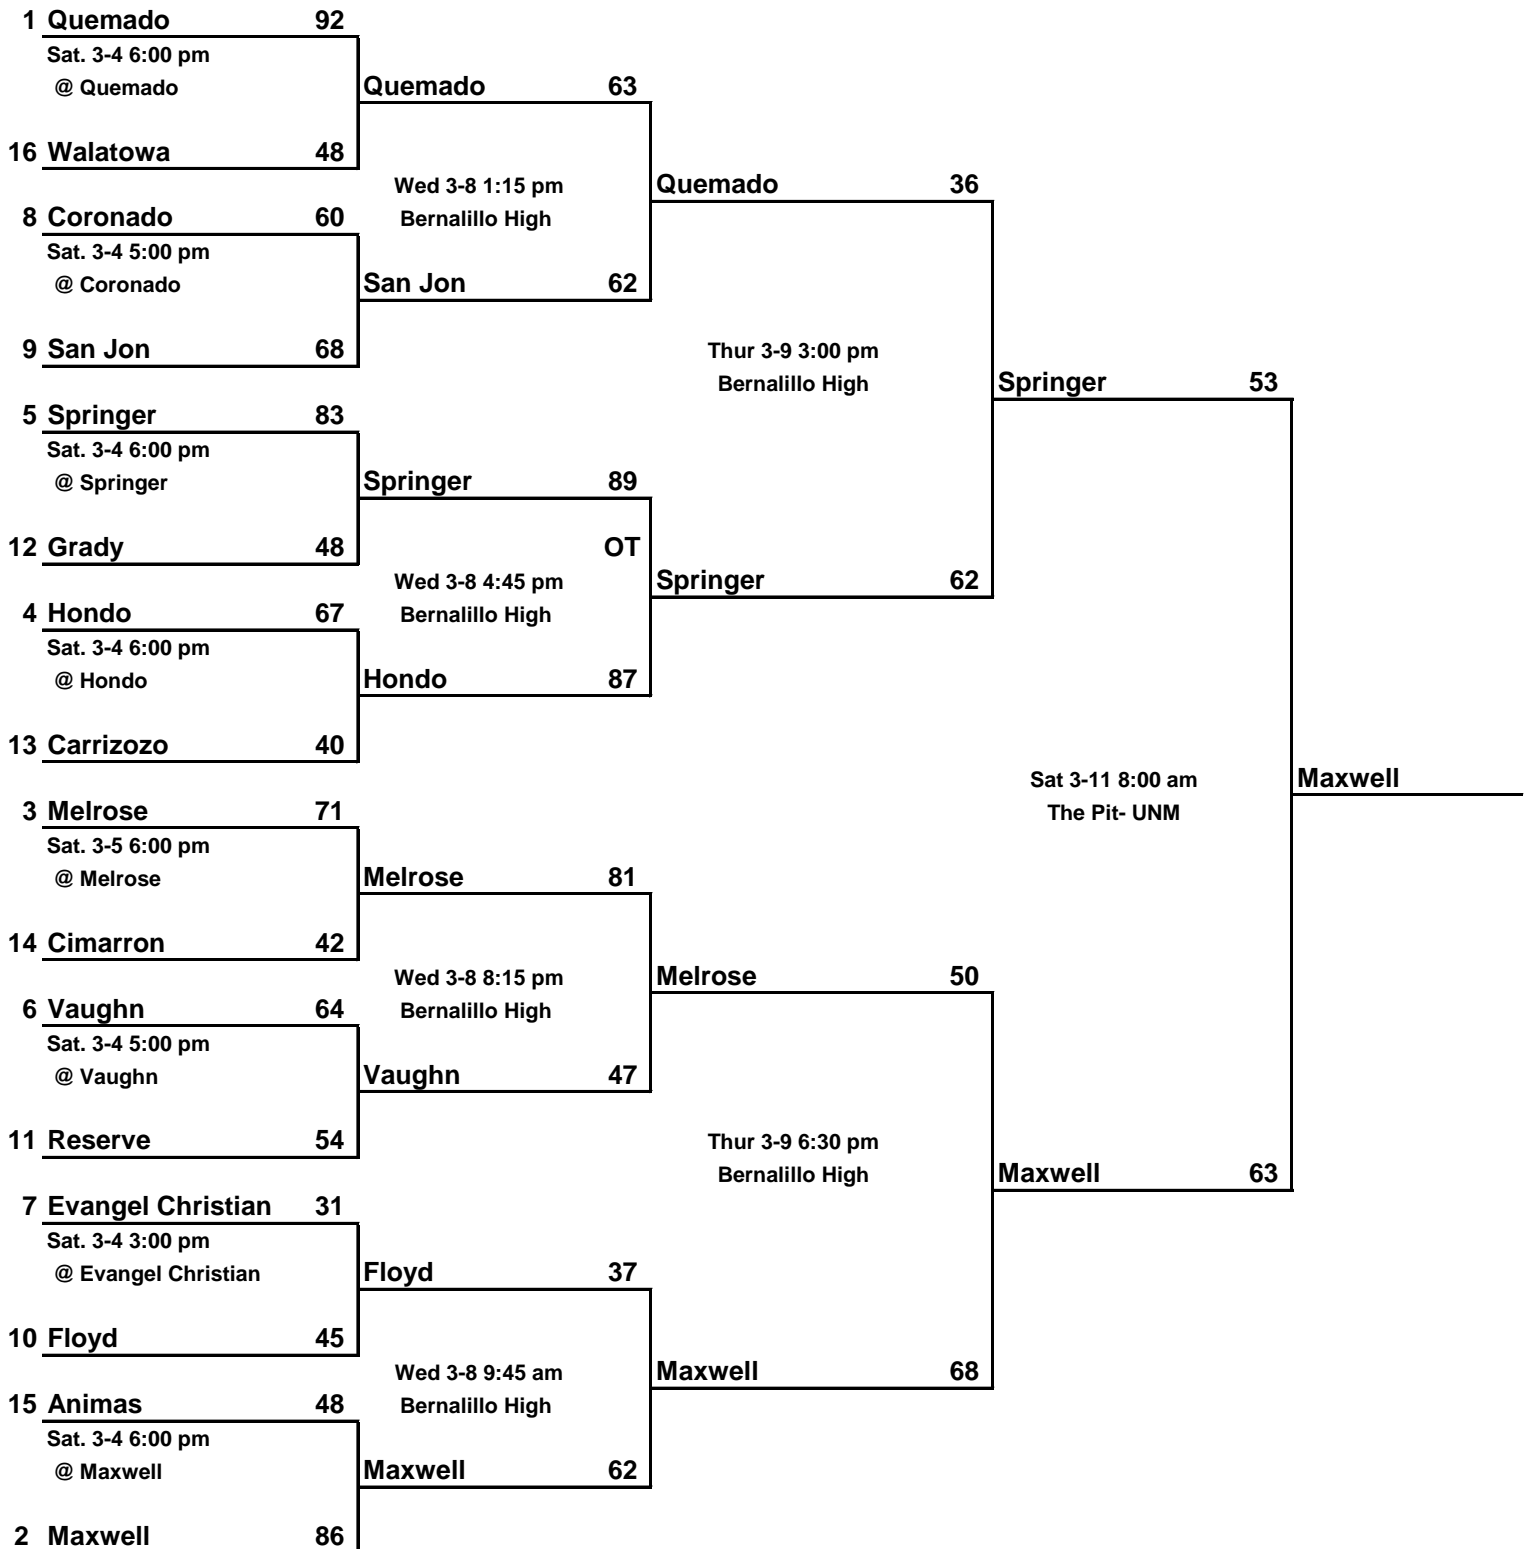 1 Quemado 92
Sat. 3-4 6:00 pm
@ Quemado
Quemado 63
16 Walatowa 48
Wed 3-8 1:15 pm
Quemado 36
8 Coronado 60
Bernalillo High
Sat. 3-4 5:00 pm
@ Coronado
San Jon 62
9 San Jon 68
Thur 3-9 3:00 pm
Bernalillo High
Springer 53
5 Springer 83
Sat. 3-4 6:00 pm
@ Springer
Springer 89
12 Grady 48
OT
Wed 3-8 4:45 pm
Springer 62
4 Hondo 67
Bernalillo High
Sat. 3-4 6:00 pm
@ Hondo
Hondo 87
13 Carrizozo 40
Sat 3-11 8:00 am
Maxwell
3 Melrose 71
The Pit- UNM
Sat. 3-5 6:00 pm
@ Melrose
Melrose 81
14 Cimarron 42
Wed 3-8 8:15 pm
Melrose 50
6 Vaughn 64
Bernalillo High
Sat. 3-4 5:00 pm
@ Vaughn
Vaughn 47
11 Reserve 54
Thur 3-9 6:30 pm
Bernalillo High
Maxwell 63
7 Evangel Christian 31
Sat. 3-4 3:00 pm
@ Evangel Christian
Floyd 37
10 Floyd 45
Wed 3-8 9:45 am
Maxwell 68
15 Animas 48
Bernalillo High
Sat. 3-4 6:00 pm
@ Maxwell
Maxwell 62
2 Maxwell 86